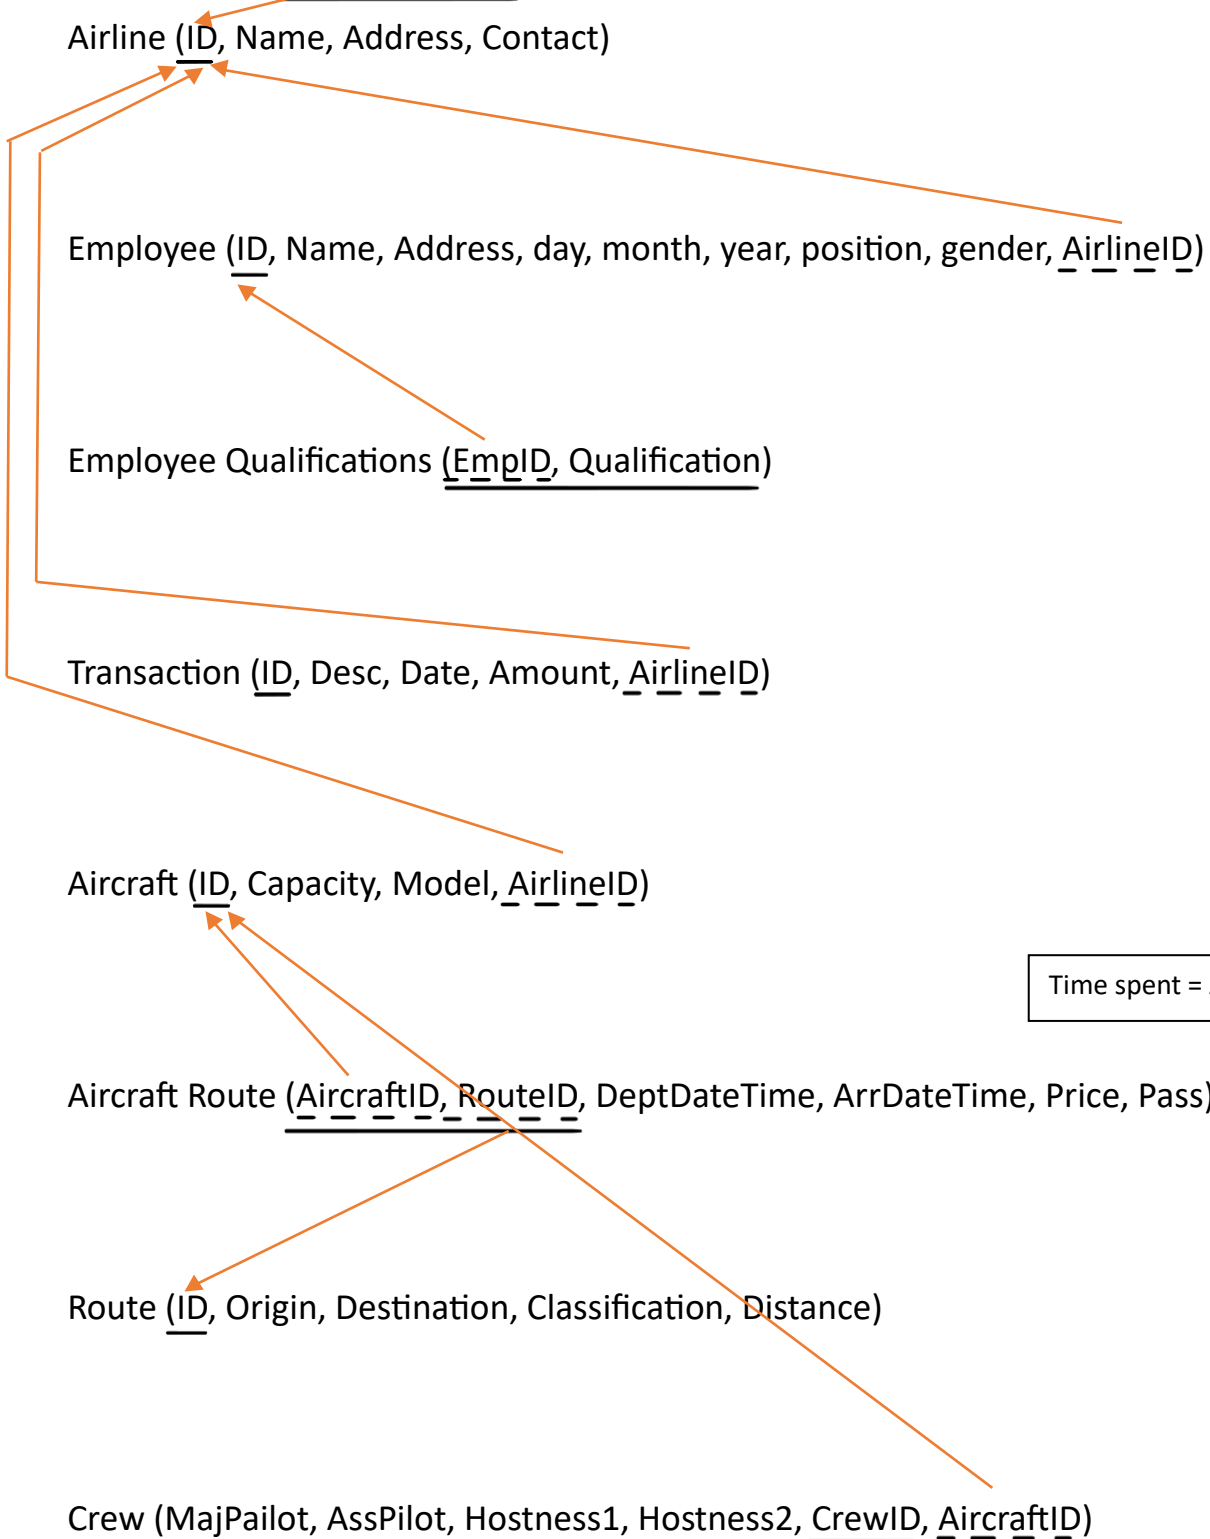 Airline (ID, Name, Address, Contact)
Employee (ID, Name, Address, day, month, year, position, gender, AirlineID)
Employee Qualifications (EmpID, Qualification)
Transaction (ID, Desc, Date, Amount, AirlineID)
Aircraft (ID, Capacity, Model, AirlineID)
Time spent =
Aircraft Route (AircraftID, RouteID, DeptDateTime, ArrDateTime, Price, Pass)
Route (ID, Origin, Destination, Classification, Distance)
Crew (MajPailot, AssPilot, Hostness1, Hostness2, CrewID, AircraftID)